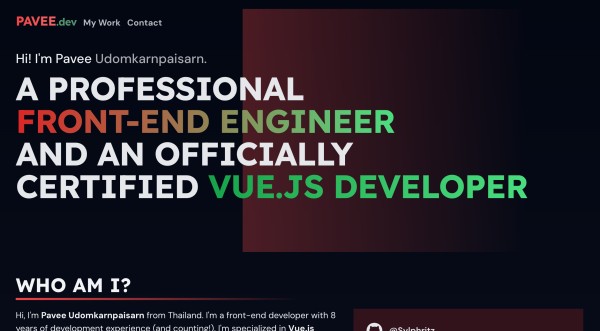 PAVEE.dev My Work Contact
Hi! I'm Pavee Udomkarnpaisarn.
A PROFESSIONAL
FRONT-END ENGINEER
AND AN OFFICIALLY
CERTIFIED VUE.JS DEVELOPER
WHO AM I?
Hi, I'm Pavee Udomkarnpaisarn from Thailand. I'm a front-end developer with 8
years of development experience (and counting!). I'm specialized in Vue.js
@Sylphritz